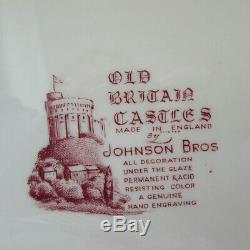 OLD
BRITAIN
CASTLES
MADE IN ENGLAND
By
JOHNSON BROS
ALL DECORATION
UNDER THE GLAZE
PERMANENT & ACID
RESISTING COLOR
A GENUINE
HAND ENGRAVING
ebay